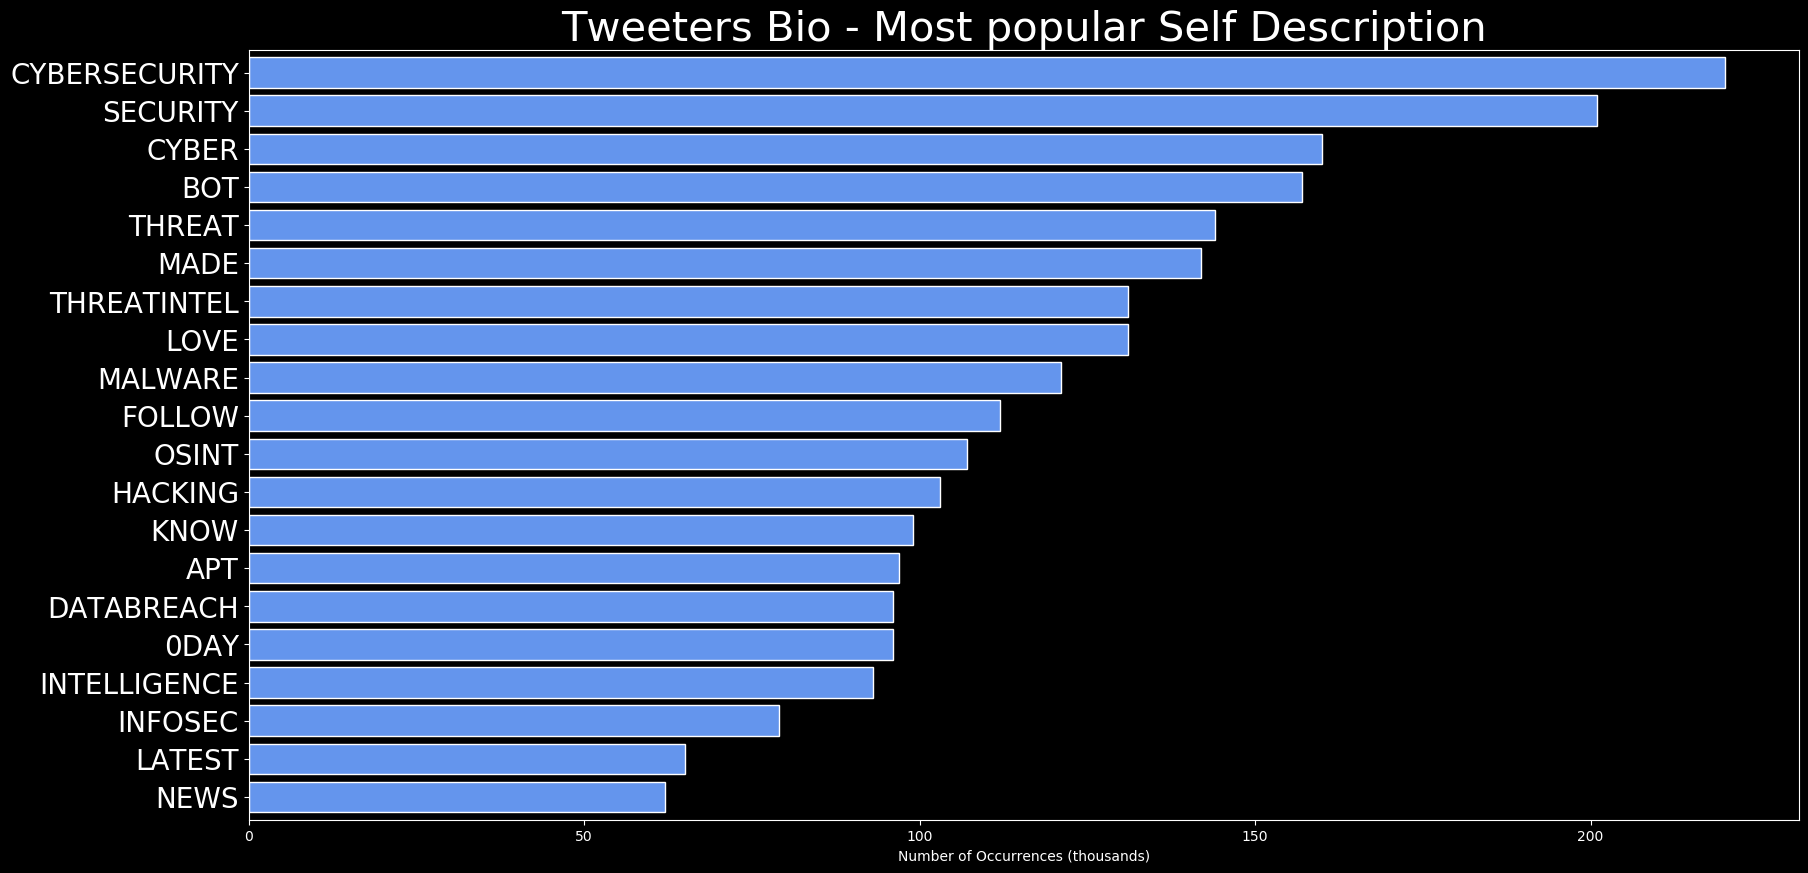 Tweeters Bio - Most popular Self Description
CYBERSECURITY
SECURITY
CYBER
BOT
THREAT
MADE
THREATINTEL
LOVE
MALWARE
FOLLOW
OSINT
HACKING
KNOW
APT
DATABREACH
0DAY
INTELLIGENCE
INFOSEC
LATEST
NEWS
0 50 100 150 200
Number of Occurrences (thousands)